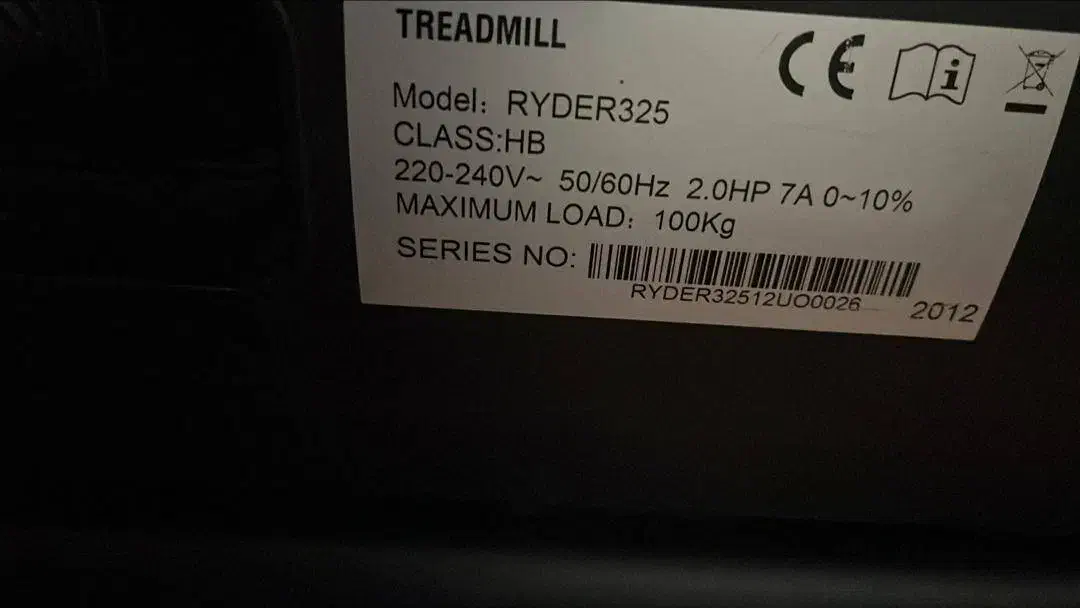 TREADMILL
CE
Model: RYDER325
CLASS:HB
220-240V~ 50/60Hz 2.0HP 7A 0~10%
MAXIMUM LOAD: 100Kg
SERIES NO:
RYDER32512UO0026
2012